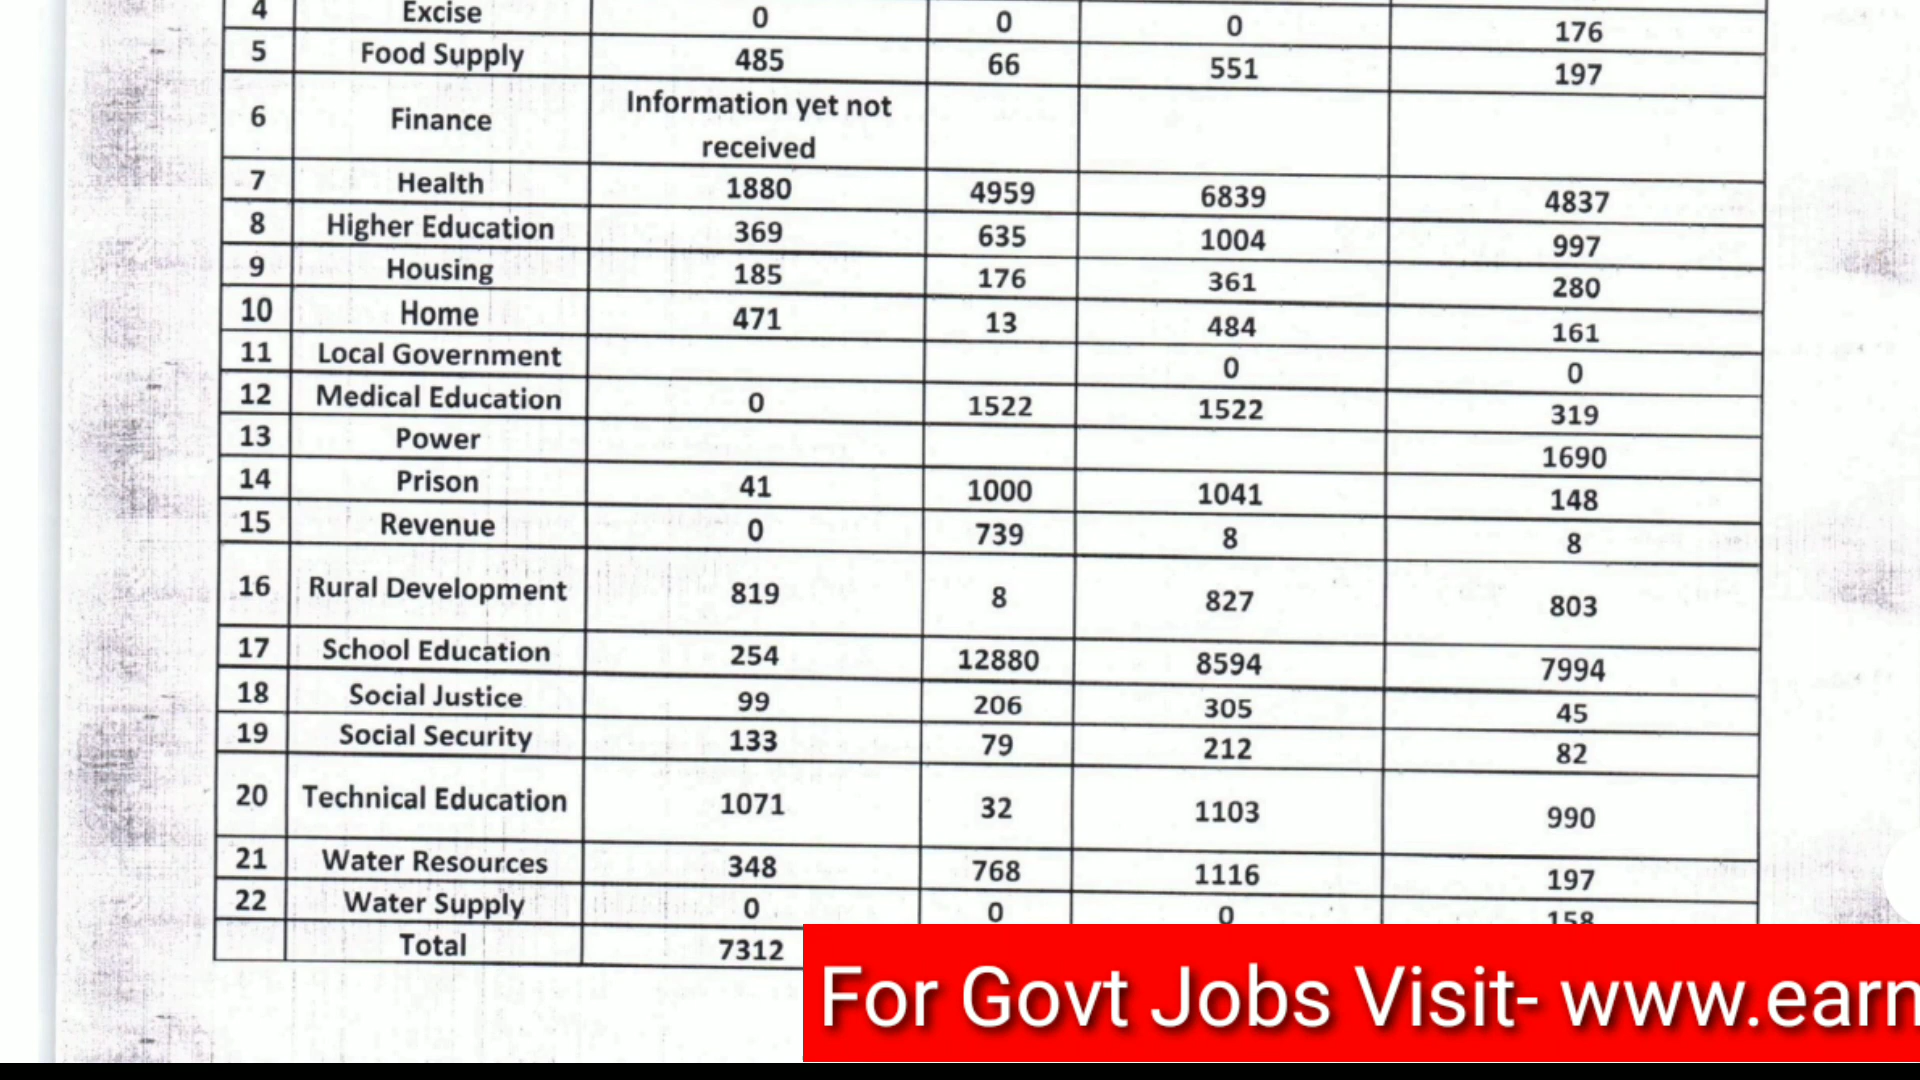 4 Excise 0 0 0 176
5 Food Supply 485 66 551 197
6 Finance Information yet not
received
7 Health 1880 4959 6839 4837
8 Higher Education 369 635 1004 997
9 Housing 185 176 361 280
10 Home 471 13 484 161
11 Local Government 0 0
12 Medical Education 0 1522 1522 319
13 Power 1690
14 Prison 41 1000 1041 148
15 Revenue 0 739 8 8
16 Rural Development 819 8 827 803
17 School Education 254 12880 8594 7994
18 Social Justice 99 206 305 45
19 Social Security 133 79 212 82
20 Technical Education 1071 32 1103 990
21 Water Resources 348 768 1116 197
22 Water Supply 0 0 0 158
Total 7312
For Govt Jobs Visit- www.earn